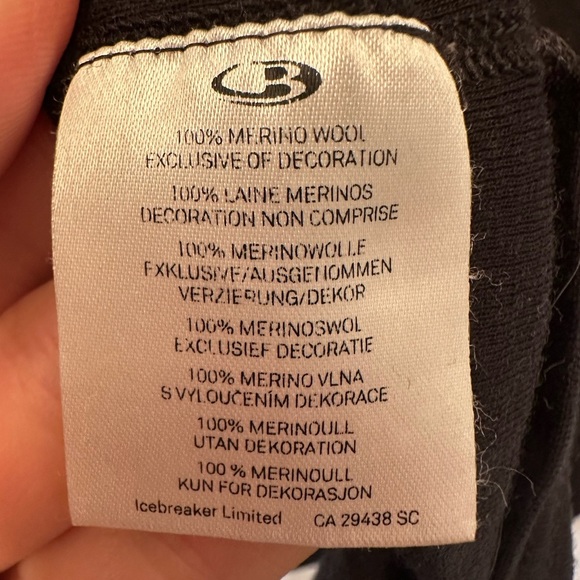 100% MERINO WOOL
EXCLUSIVE OF DECORATION
100% LAINE MERINOS
DECORATION NON COMPRISE
100% MERINOWOLLE
EXKLUSIVE/AUSGENOMMEN
VERZIERUNG/DEKOR
100% MERINOSWOL
EXCLUSIEF DECORATIE
100% MERINO VLNA
S VYLOUČENÍM DEKORACE
100% MERINOULL
UTAN DEKORATION
100 % MERINOULL
KUN FOR DEKORASJON
Icebreaker Limited CA 29438 SC